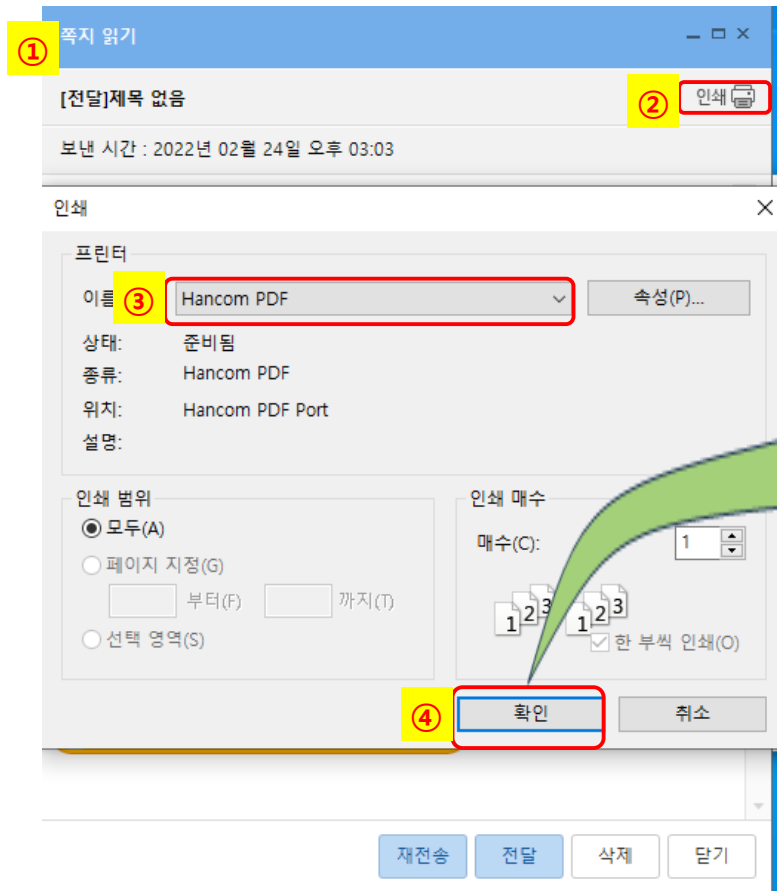 ① 쪽지 읽기
[전달]제목 없음
② 인쇄
보낸 시간 : 2022년 02월 24일 오후 03:03
인쇄
프린터
③ Hancom PDF 속성(P)...
상태: 준비됨
종류: Hancom PDF
위치: Hancom PDF Port
설명:
인쇄 범위
모두(A)
페이지 지정(G)
부터(F) 까지(T)
선택 영역(S)
인쇄 매수
매수(C): 1
1 2 3 1 2 3
한 부씩 인쇄(O)
④ 확인 취소
재전송 전달 삭제 닫기